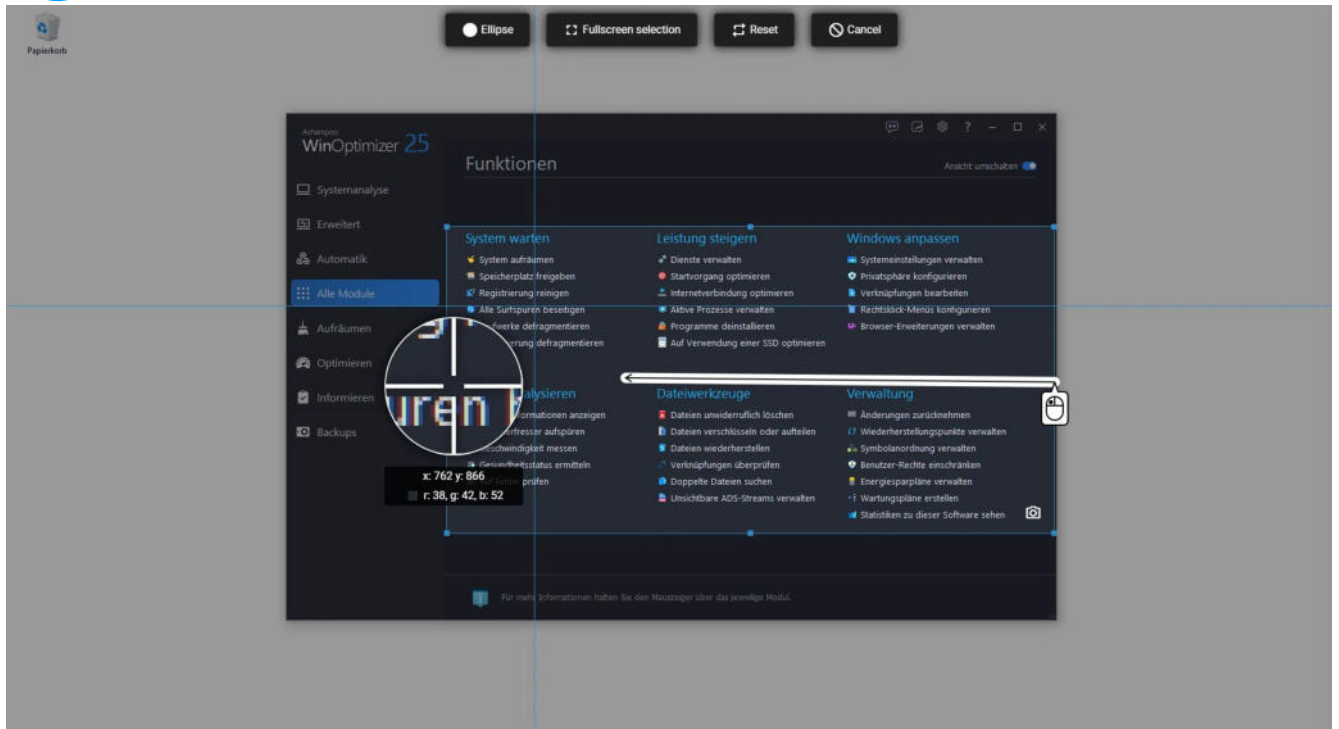 Papierkorb
Ellipse
Fullscreen selection
Reset
Cancel
Ashampoo
WinOptimizer 25
Funktionen
Ansicht umschalten
Systemanalyse
Erweitert
Automatik
Alle Module
Aufräumen
Optimieren
Informieren
Backups
System warten
System aufräumen
Speicherplatz freigeben
Registrierung reinigen
Alle Surfspuren beseitigen
defragmentieren
defragmentieren
Leistung steigern
Dienste verwalten
Startvorgang optimieren
Internetverbindung optimieren
Aktive Prozesse verwalten
Programme deinstallieren
Auf Verwendung einer SSD optimieren
Windows anpassen
Systemeinstellungen verwalten
Privatsphäre konfigurieren
Verknüpfungen bearbeiten
Rechtsklick-Menüs konfigurieren
Browser-Erweiterungen verwalten
uren
anzeigen
aufspüren
messen
Gesundheitsstatus ermitteln
prüfen
x: 762 y: 866
r: 38, g: 42, b: 52
Dateiwerkzeuge
Dateien unwiderruflich löschen
Dateien verschlüsseln oder aufteilen
Dateien wiederherstellen
Verknüpfungen überprüfen
Doppelte Dateien suchen
Unsichtbare ADS-Streams verwalten
Verwaltung
Änderungen zurücknehmen
Wiederherstellungspunkte verwalten
Symbolanordnung verwalten
Benutzer-Rechte einschränken
Energiesparpläne verwalten
Wartungspläne erstellen
Statistiken zu dieser Software sehen
Für mehr Informationen halten Sie den Mauszeiger über das jeweilige Modul.